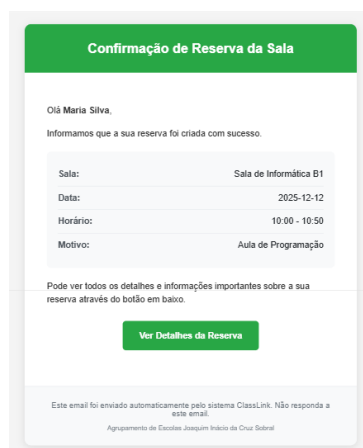 Confirmação de Reserva da Sala
Olá Maria Silva,
Informamos que a sua reserva foi criada com sucesso.
Sala: Sala de Informática B1
Data: 2025-12-12
Horário: 10:00 - 10:50
Motivo: Aula de Programação
Pode ver todos os detalhes e informações importantes sobre a sua
reserva através do botão em baixo.
Ver Detalhes da Reserva
Este email foi enviado automaticamente pelo sistema ClassLink. Não responda a
este email.
Agrupamento de Escolas Joaquim Inácio da Cruz Sobral